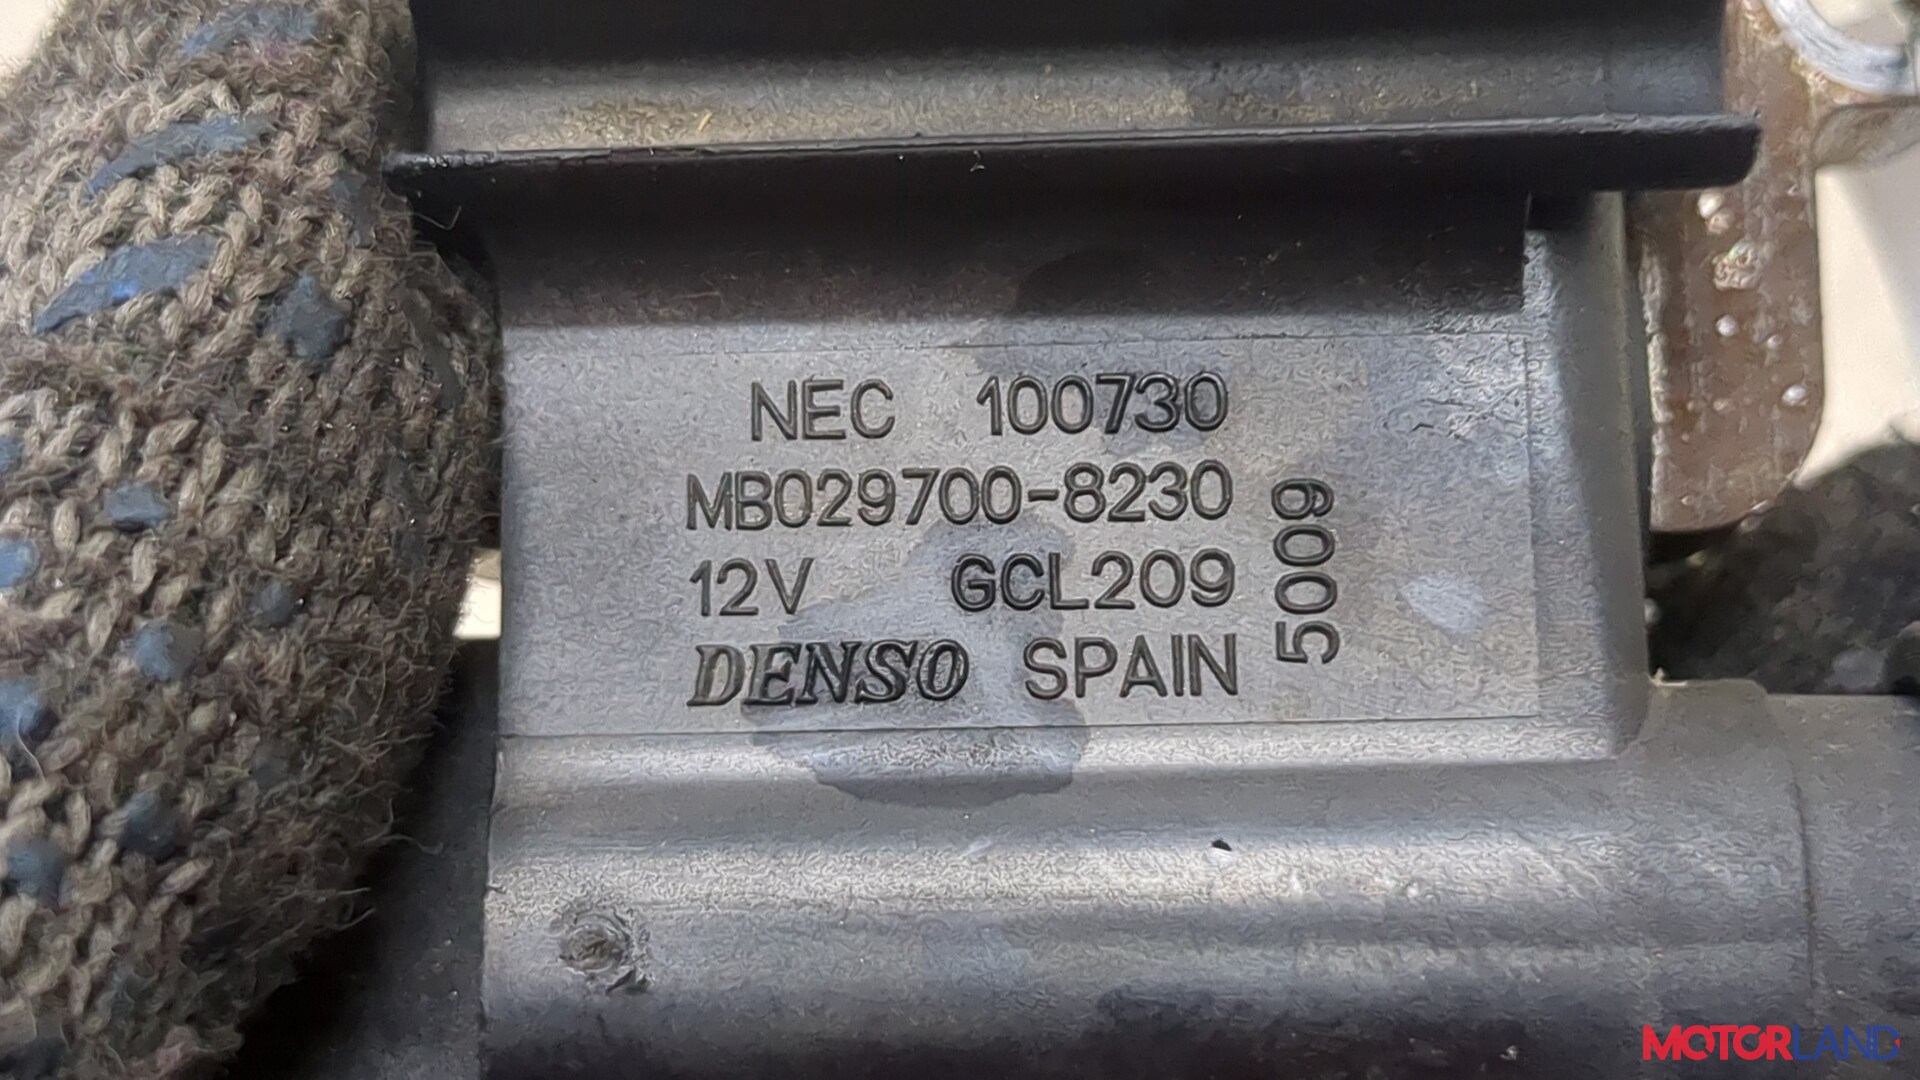 NEC 100730
MB029700-8230
12V GCL209
DENSO SPAIN
5009
MOTORLAND